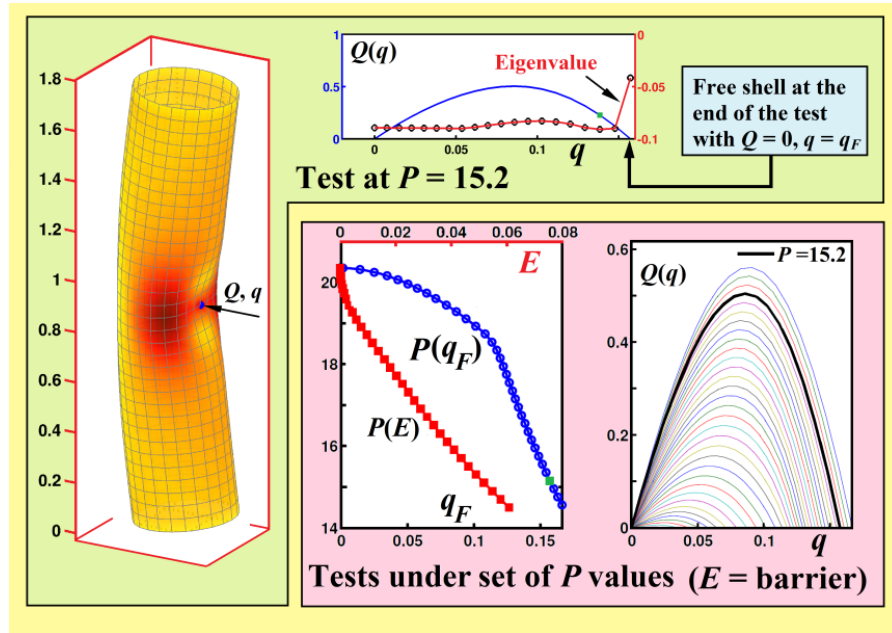 1.8
1.6
1.4
1.2
1
0.8
0.6
0.4
0.2
0
Q, q
1
0.5
0
Q(q)
Eigenvalue
0
-0.05
-0.1
0
0.05
0.1
q
Test at P = 15.2
Free shell at the
end of the test
with Q = 0, q = qF
0
0.02
0.04
0.06
0.08
E
20
18
16
14
P(qF)
P(E)
qF
0
0.05
0.10
0.15
0.6
0.4
0.2
0
Q(q)
P=15.2
0
0.1
q
Tests under set of P values (E = barrier)